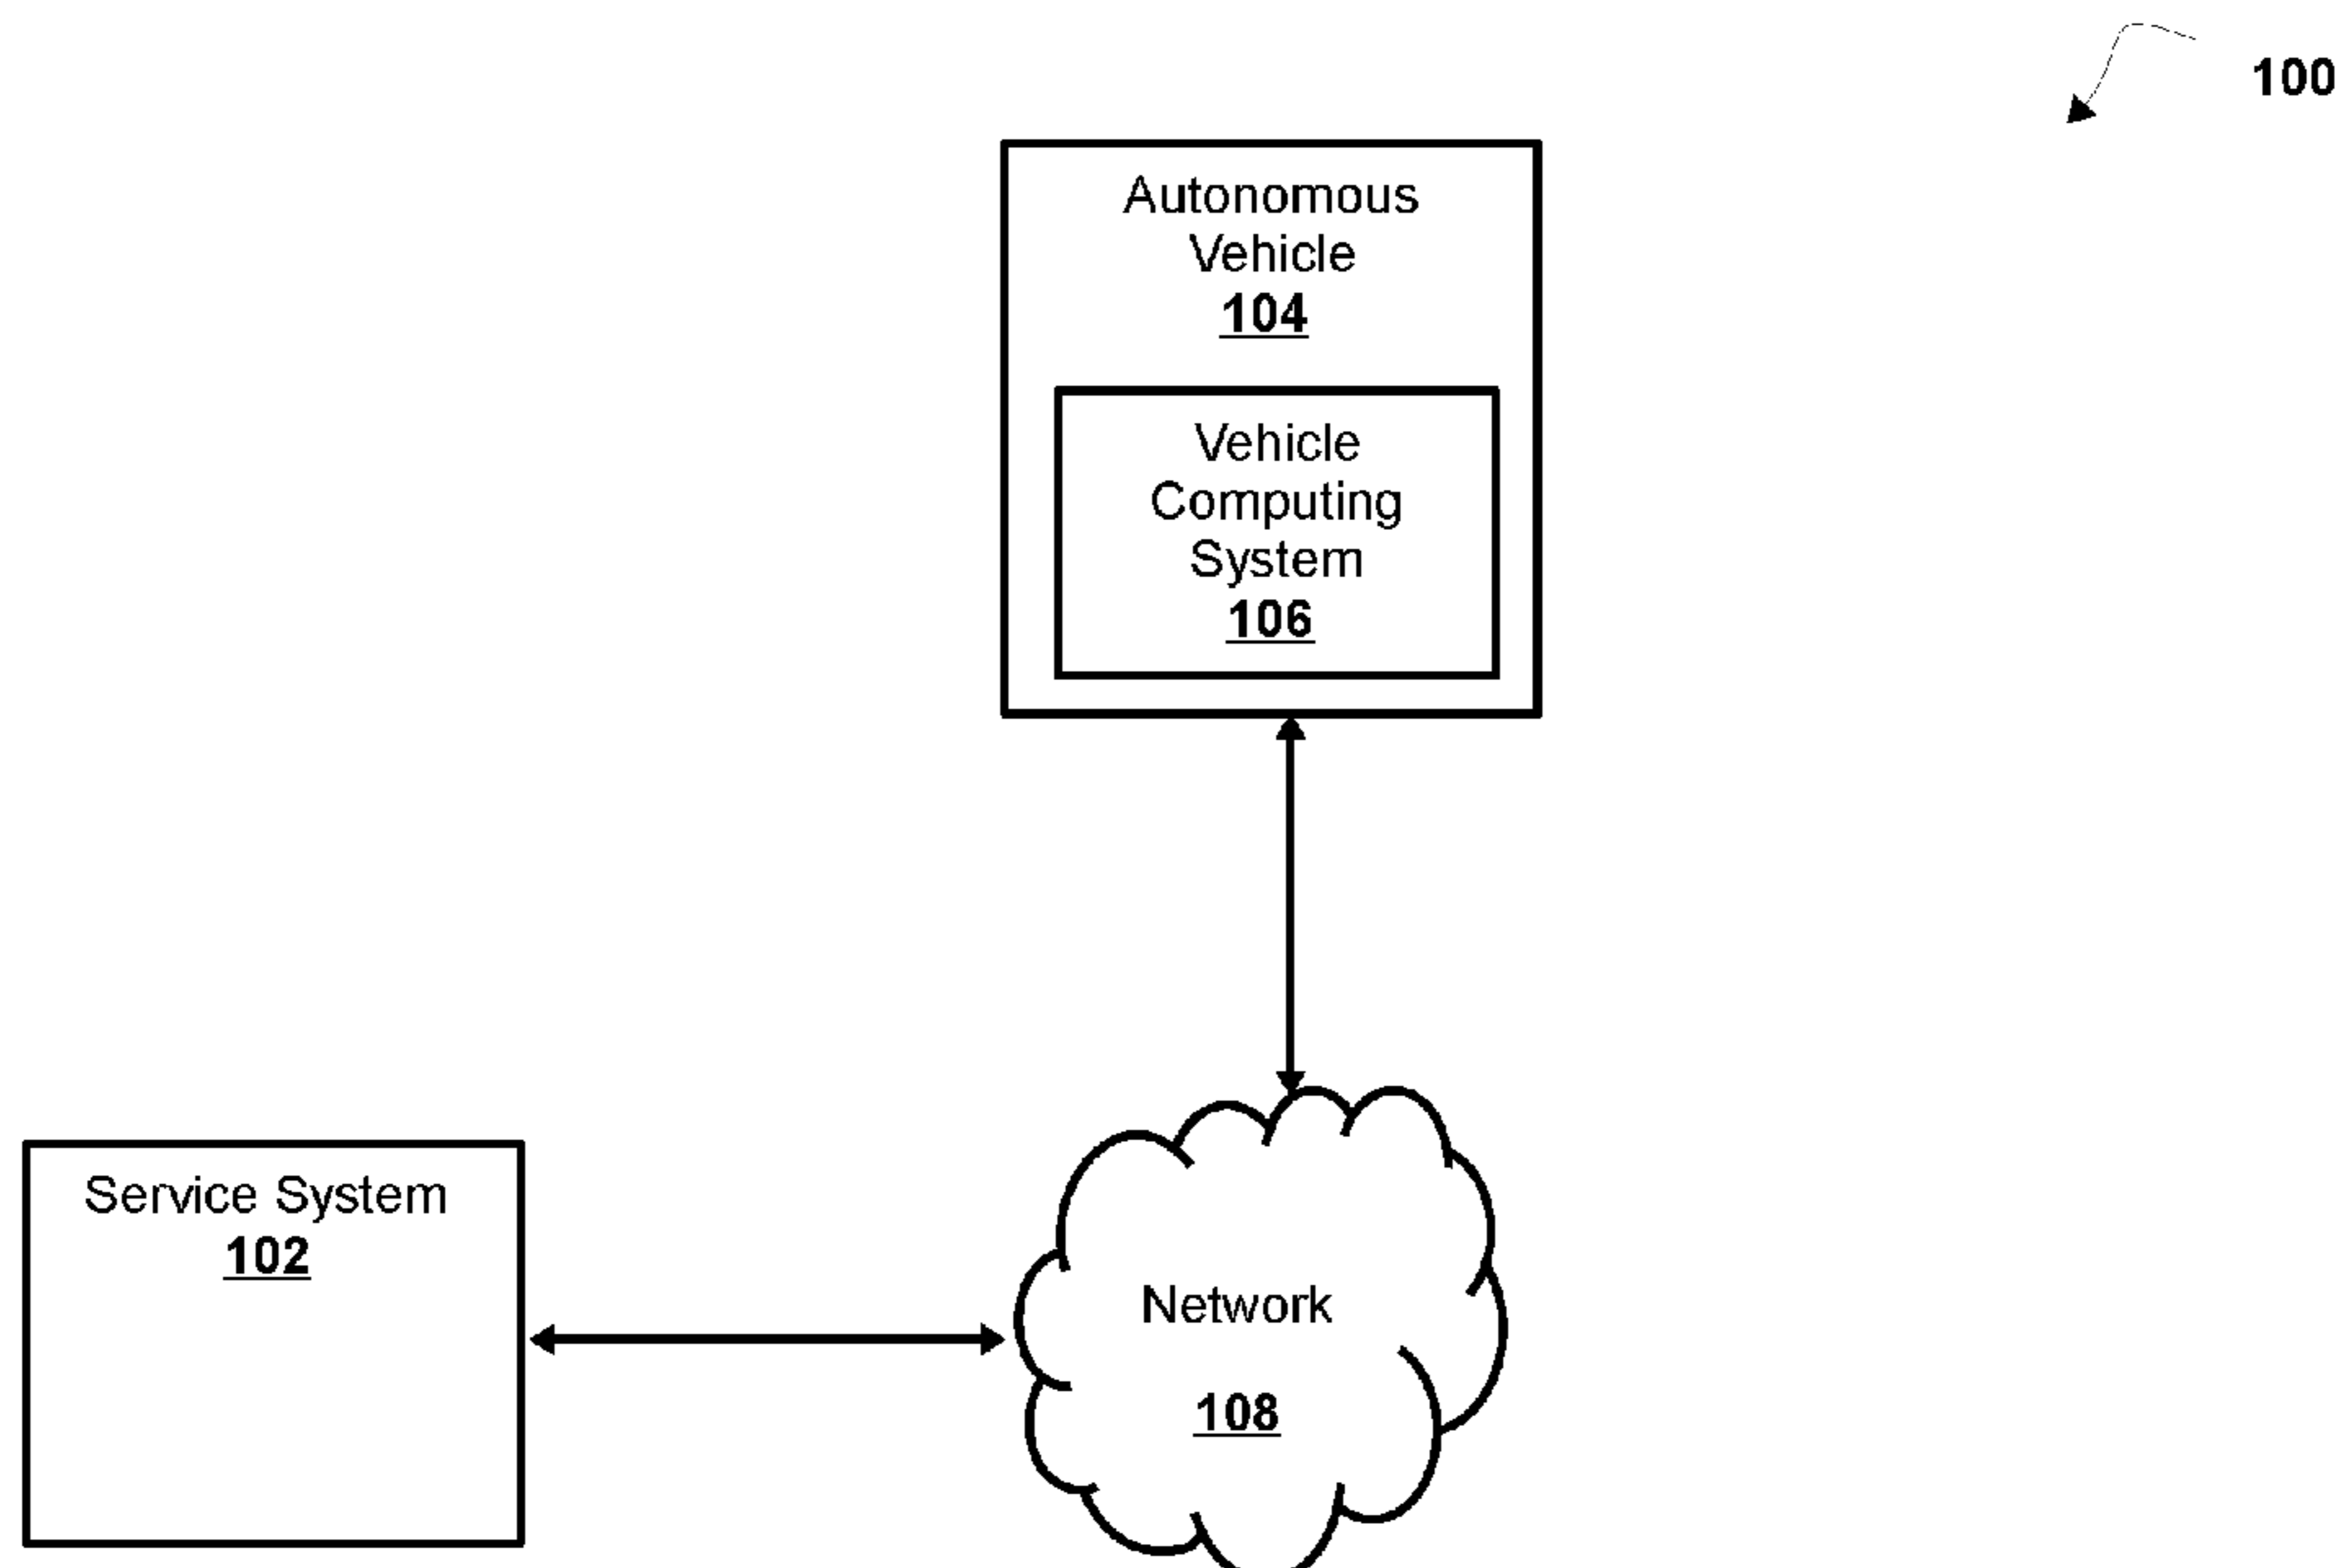 100
Autonomous
Vehicle
104
Vehicle
Computing
System
106
Service System
102
Network
108